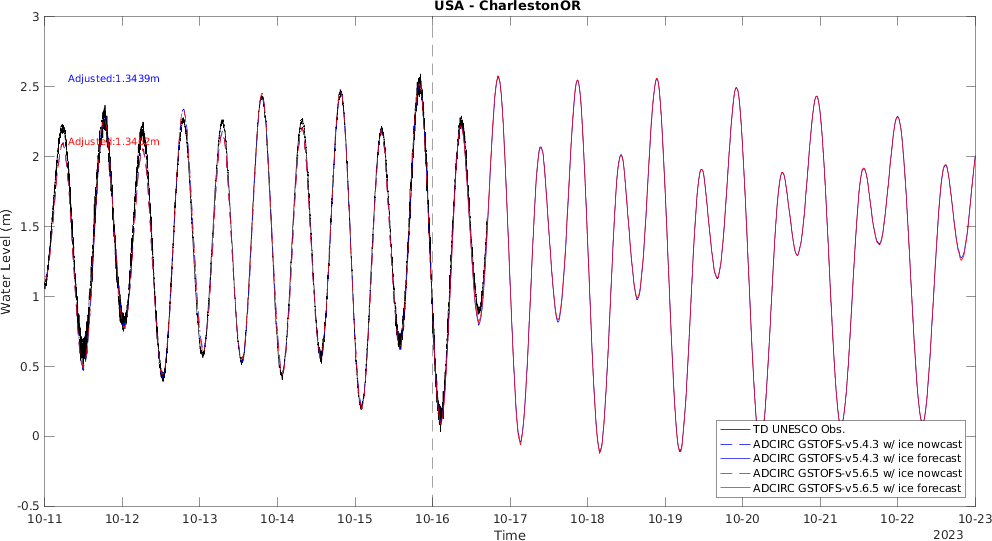 USA - CharlestonOR
3
2.5
2
1.5
1
0.5
0
-0.5
Water Level (m)
Adjusted:1.3439m
TD UNESCO Obs.
ADCIRC GSTOFS-v5.4.3 w/ ice nowcast
ADCIRC GSTOFS-v5.4.3 w/ ice forecast
ADCIRC GSTOFS-v5.6.5 w/ ice nowcast
ADCIRC GSTOFS-v5.6.5 w/ ice forecast
10-11 10-12 10-13 10-14 10-15 10-16 10-17 10-18 10-19 10-20 10-21 10-22 10-23
Time
2023